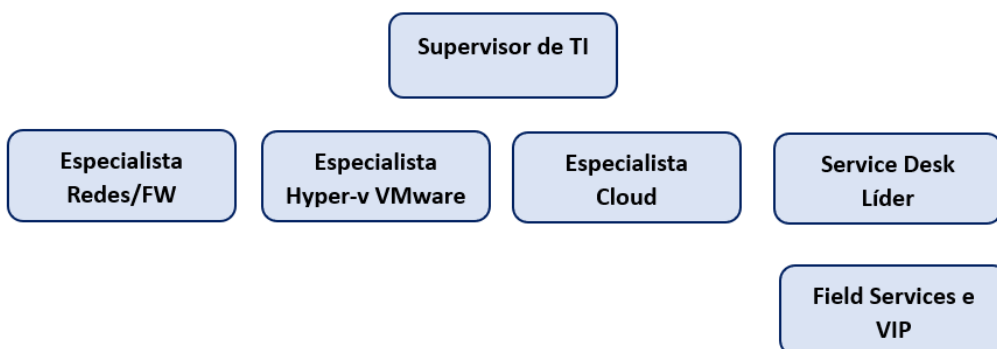 Supervisor de TI
Especialista
Redes/FW
Especialista
Hyper-v VMware
Especialista
Cloud
Service Desk
Líder
Field Services e
VIP